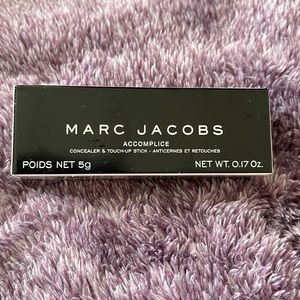 MARC JACOBS
ACCOMPLICE
CONCEALER & TOUCH-UP STICK - ANTICERNES ET RETOUCHES
POIDS NET 5g NET WT. 0.17 Oz.